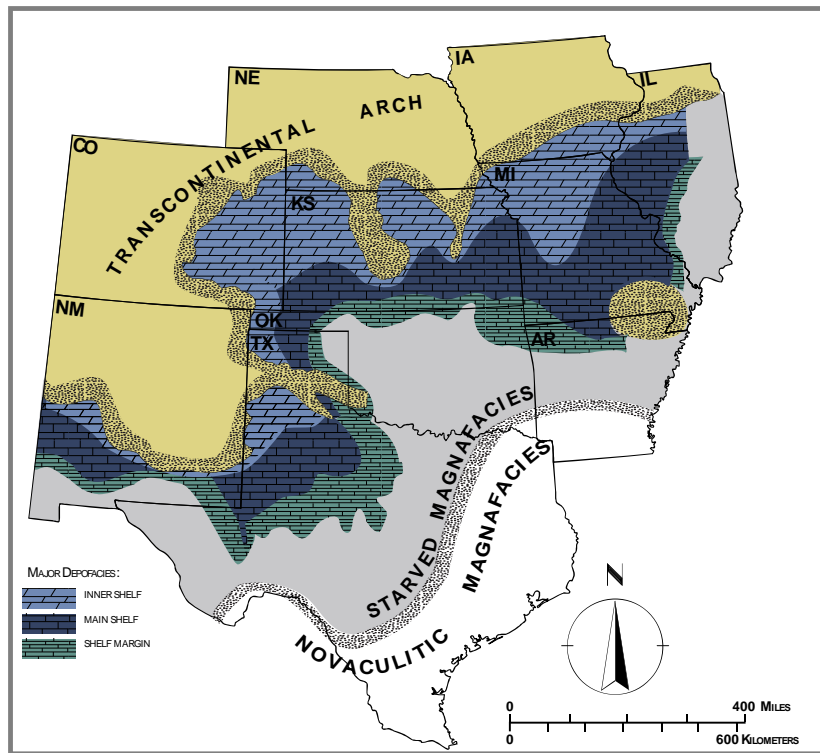 IA
NE
IL
TRANSCONTINENTAL ARCH
CO
MI
KS
NM
OK
TX
AR
STARVED MAGNAFACIES
NOVACULITIC MAGNAFACIES
MAJOR DEPOFACIES:
INNER SHELF
MAIN SHELF
SHELF MARGIN
N
0 400 MILES
0 600 KILOMETERS